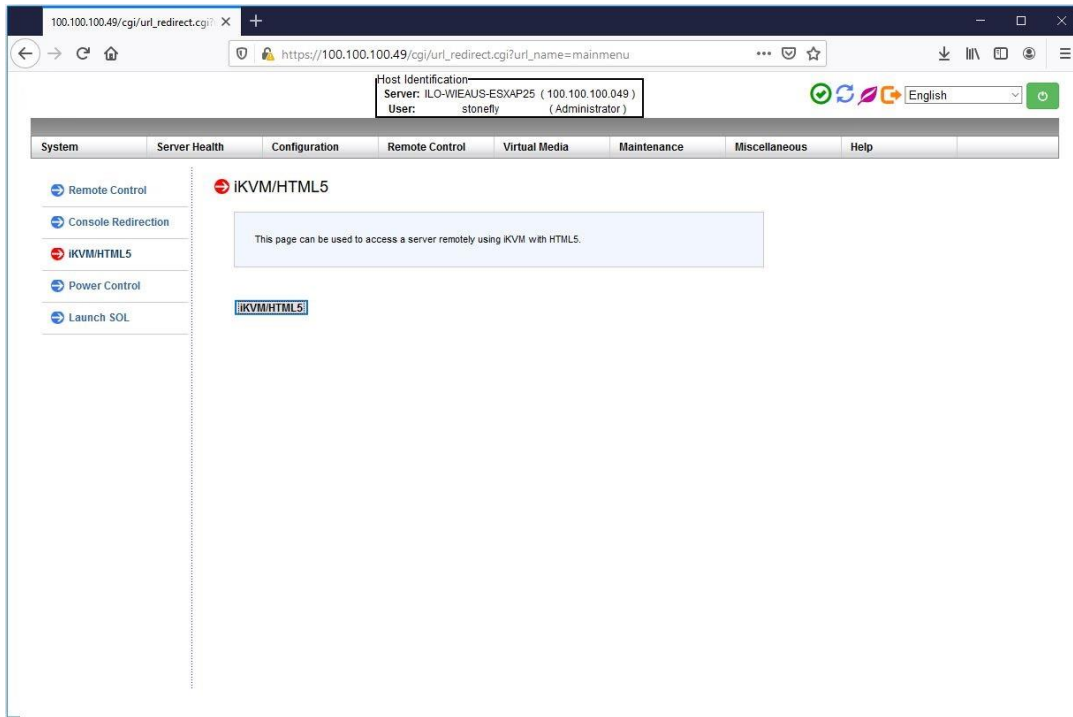 100.100.100.49/cgi/url_redirect.cgi?
https://100.100.100.49/cgi/url_redirect.cgi?url_name=mainmenu
Host Identification
Server: ILO-WIEAUS-ESXAP25 ( 100.100.100.049 )
User: stonefly ( Administrator )
English
System Server Health Configuration Remote Control Virtual Media Maintenance Miscellaneous Help
Remote Control
Console Redirection
iKVM/HTML5
Power Control
Launch SOL
iKVM/HTML5
This page can be used to access a server remotely using iKVM with HTML5.
iKVM/HTML5